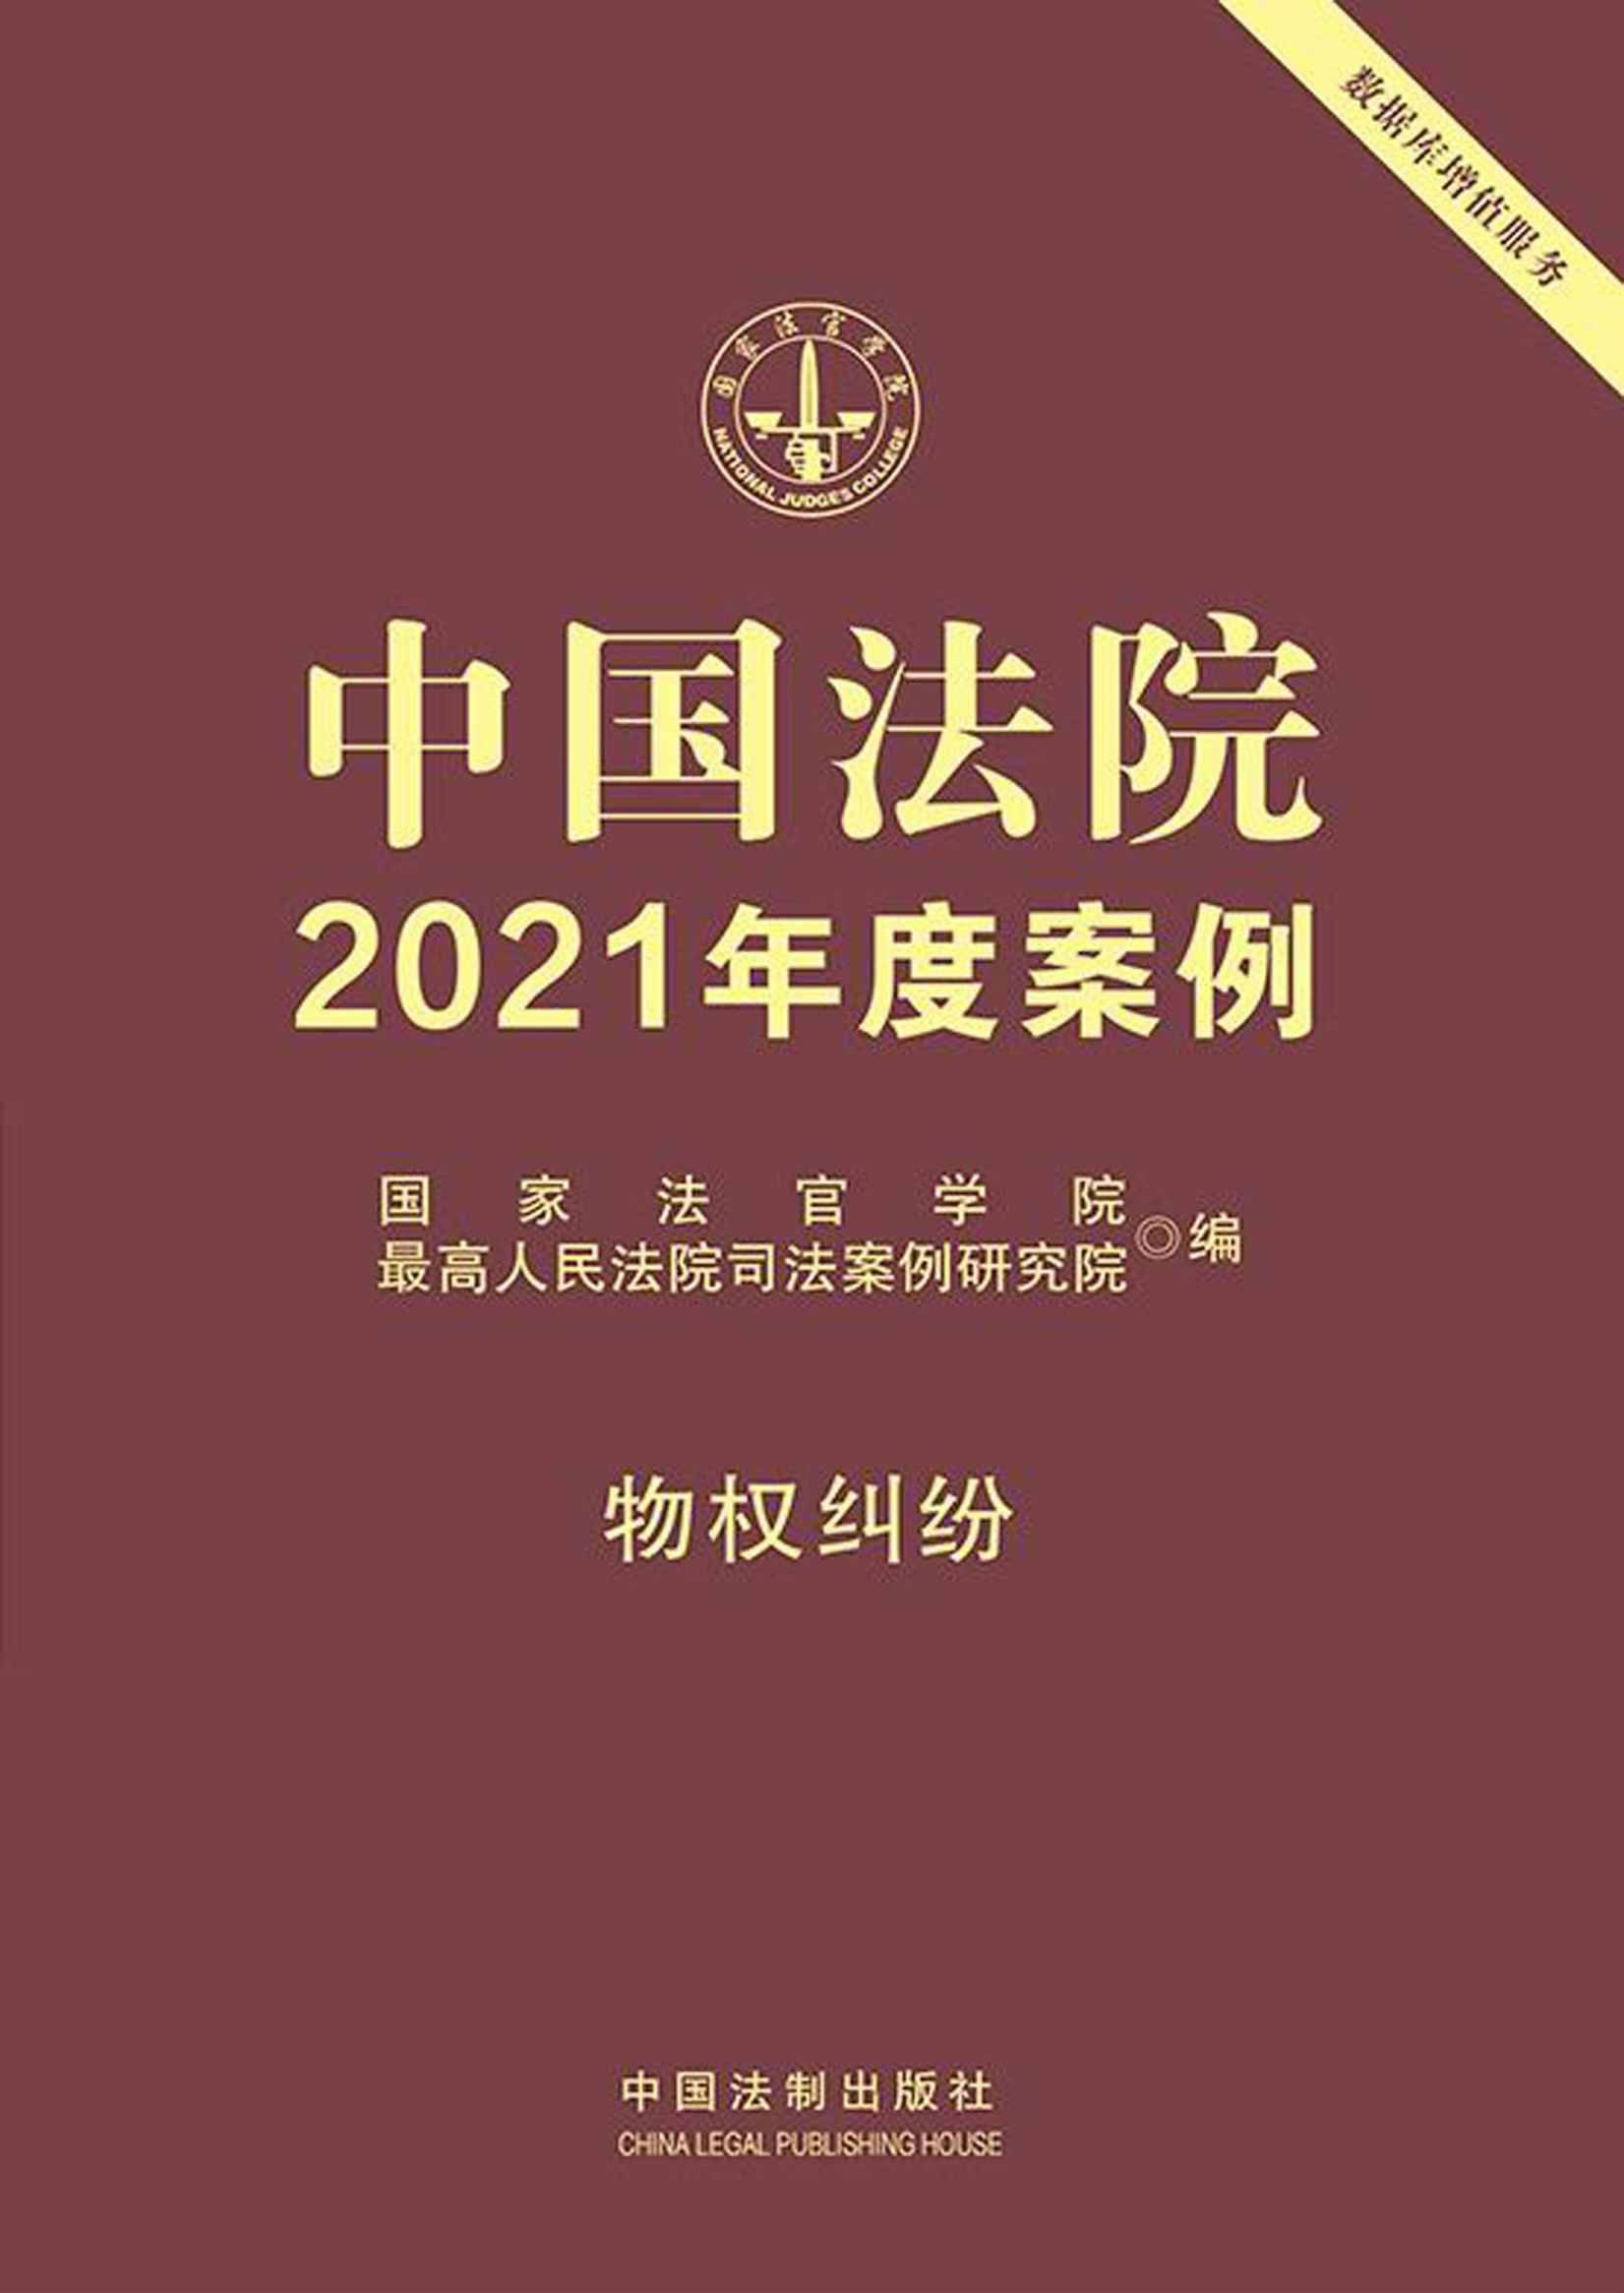 数据库增值服务
国家法官学院
NATIONAL JUDGES COLLEGE
中国法院
2021年度案例
国家法官学院
最高人民法院司法案例研究院
◎编
物权纠纷
中国法制出版社
CHINA LEGAL PUBLISHING HOUSE